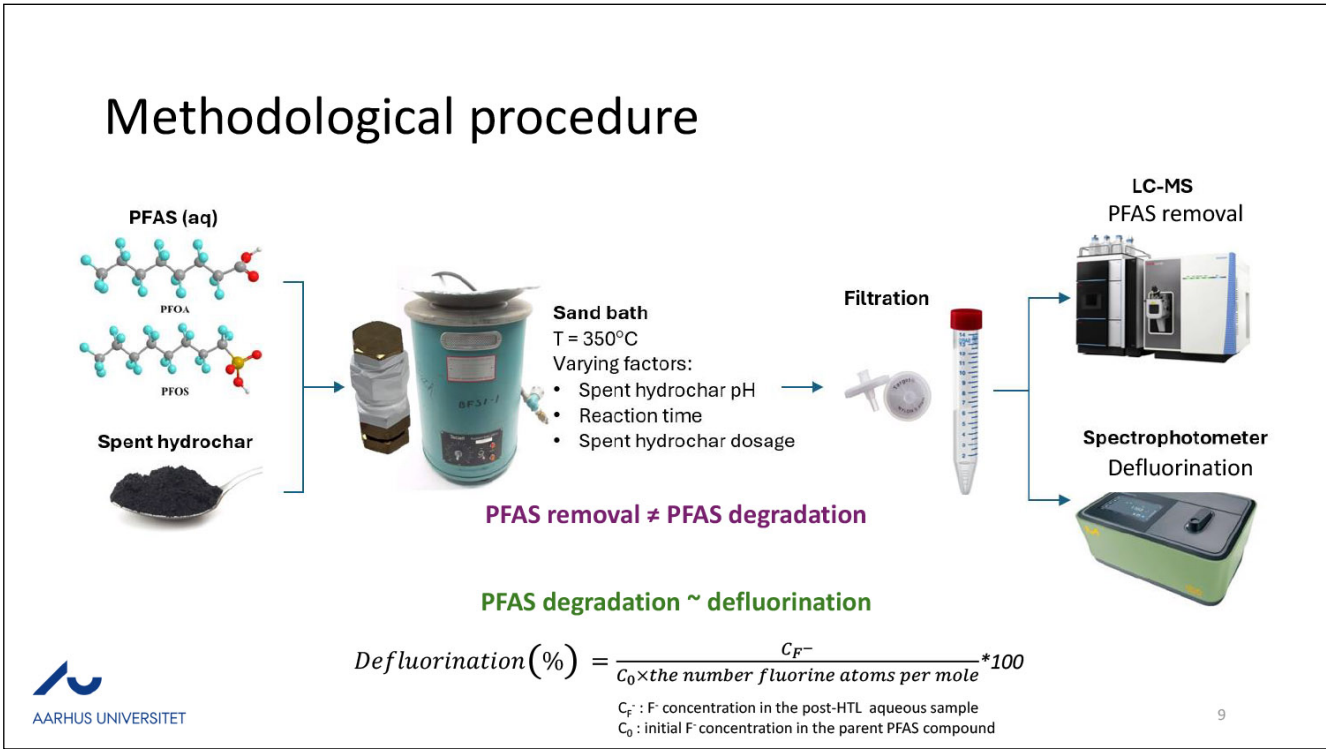 Methodological procedure
PFAS (aq)
PFOA
PFOS
Spent hydrochar
Sand bath
T = 350°C
Varying factors:
• Spent hydrochar pH
• Reaction time
• Spent hydrochar dosage
Filtration
LC-MS
PFAS removal
Spectrophotometer
Defluorination
PFAS removal ≠ PFAS degradation
PFAS degradation ~ defluorination
Defluorination(%) = C_F- / C_0×the number fluorine atoms per mole *100
C_F- : F- concentration in the post-HTL aqueous sample
C_0 : initial F- concentration in the parent PFAS compound
AARHUS UNIVERSITET
9